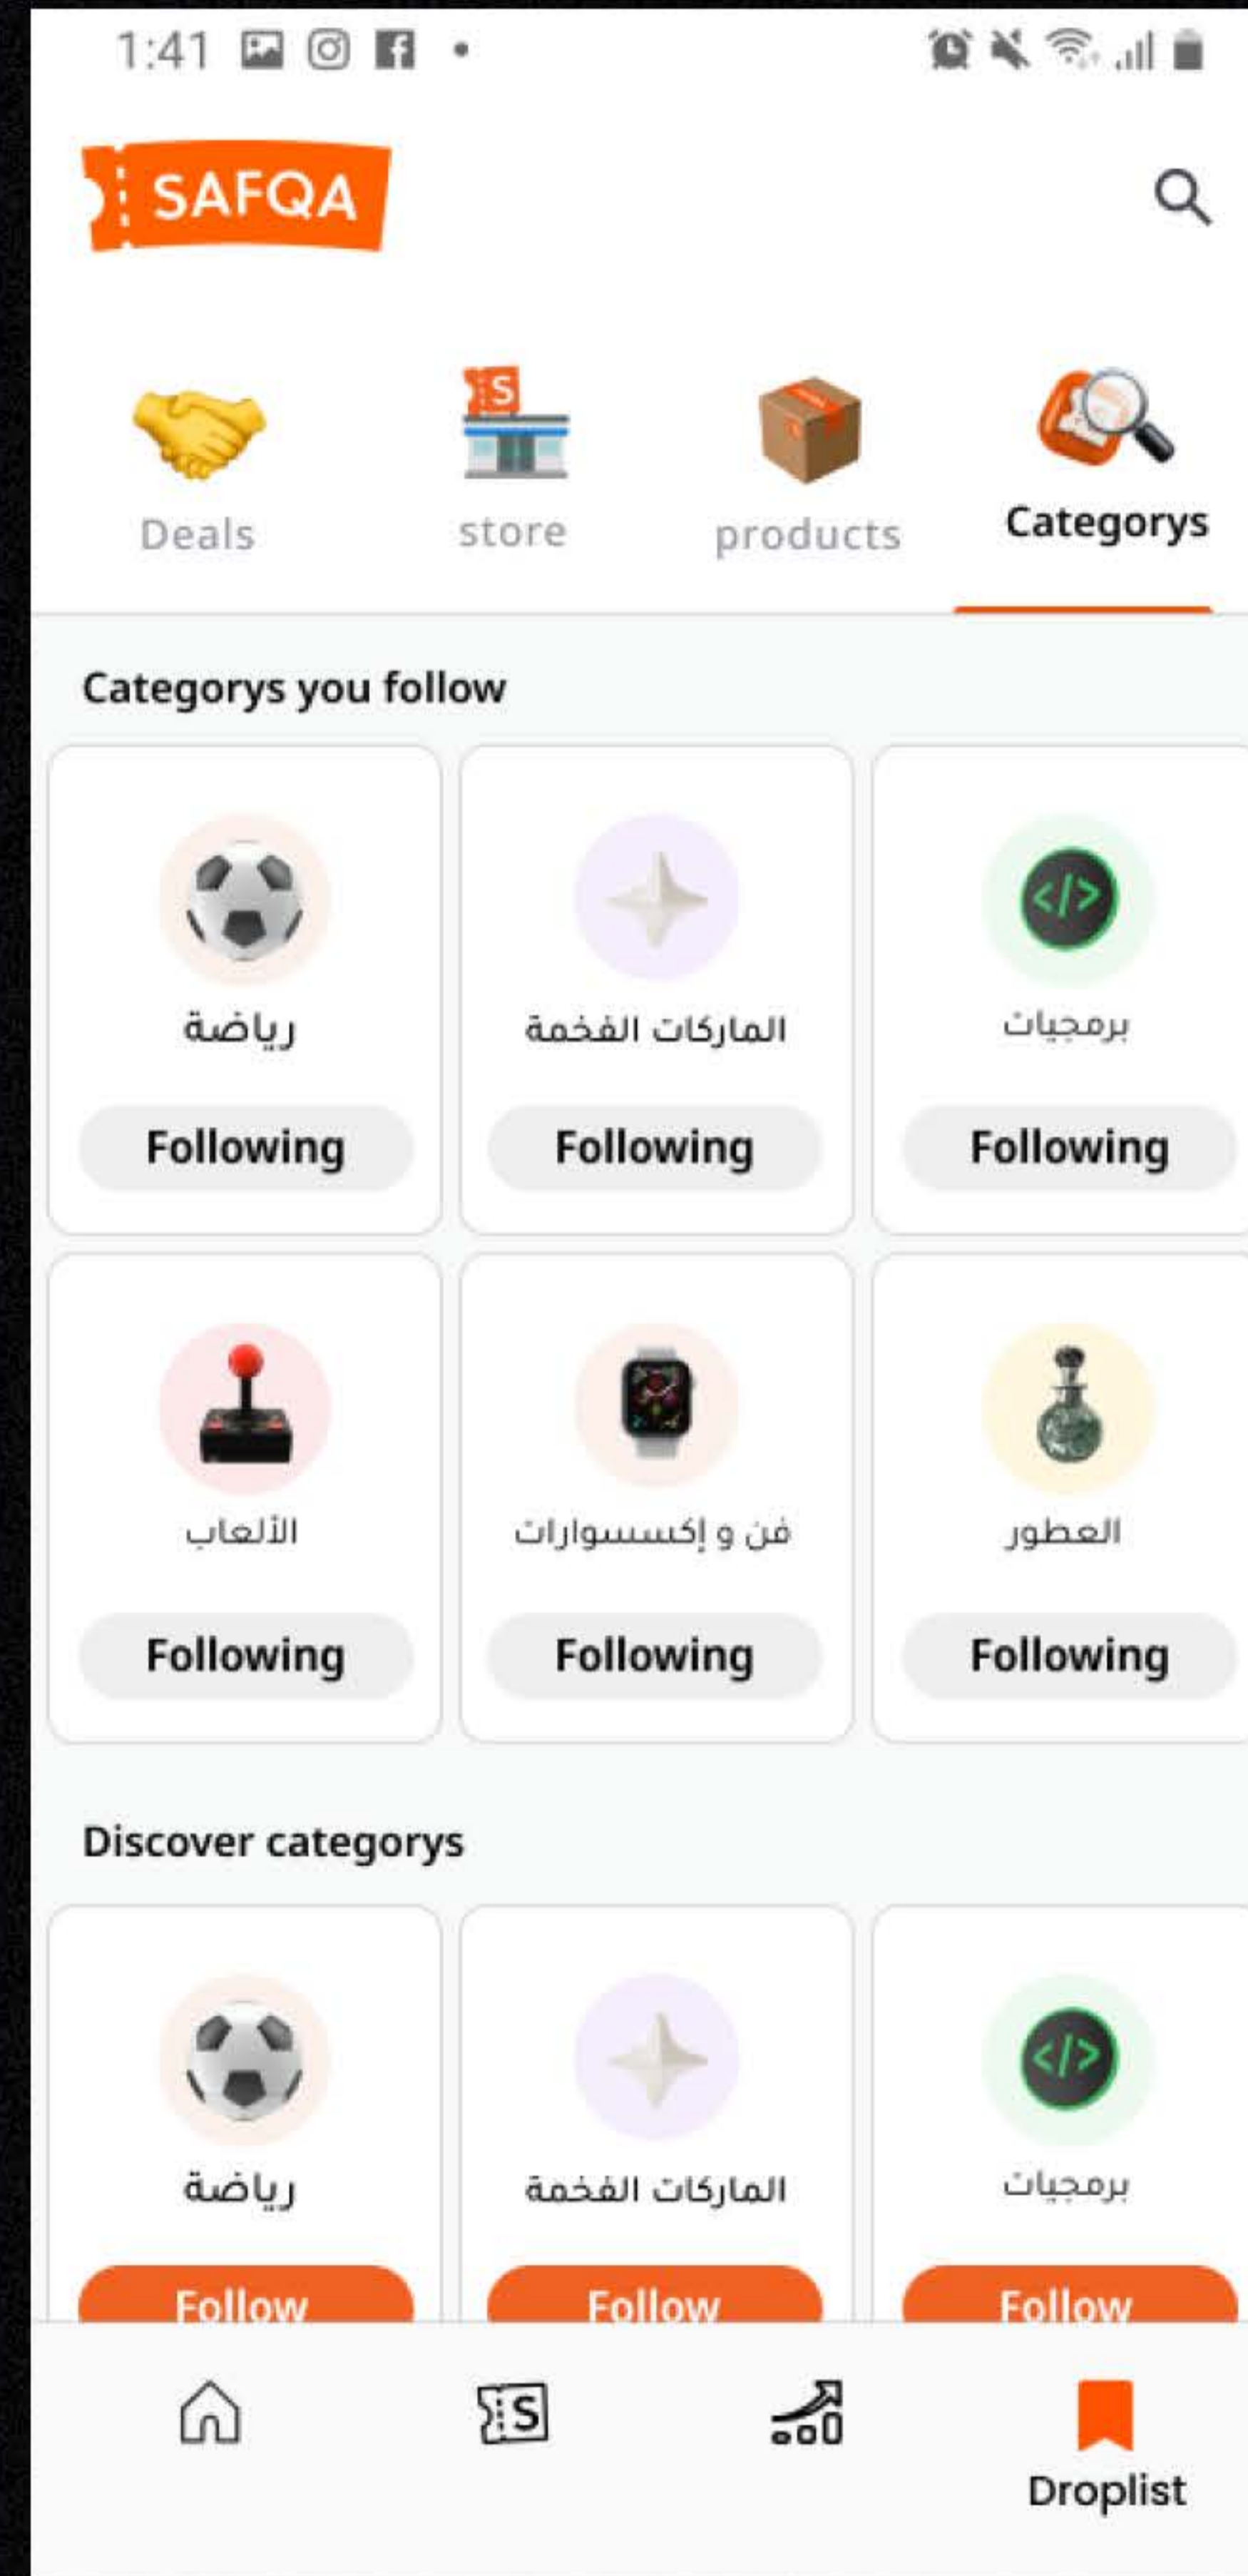 1:41
SAFQA
Deals
store
products
Categorys
Categorys you follow
رياضة
الماركات الفخمة
برمجيات
Following
Following
Following
الألعاب
فن و إكسسوارات
العطور
Following
Following
Following
Discover categorys
رياضة
الماركات الفخمة
برمجيات
Follow
Follow
Follow
Droplist